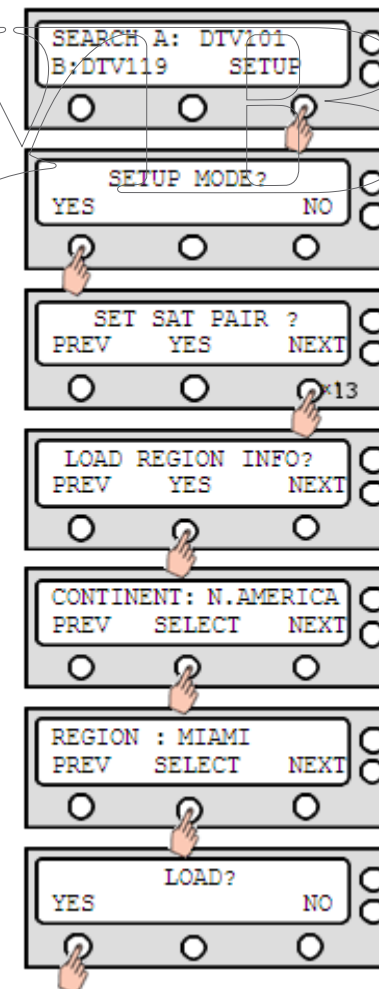 SEARCH A: DTV101
B:DTV119 SETUP
SETUP MODE?
YES NO
SET SAT PAIR ?
PREV YES NEXT
×13
LOAD REGION INFO?
PREV YES NEXT
CONTINENT: N.AMERICA
PREV SELECT NEXT
REGION : MIAMI
PREV SELECT NEXT
LOAD?
YES NO